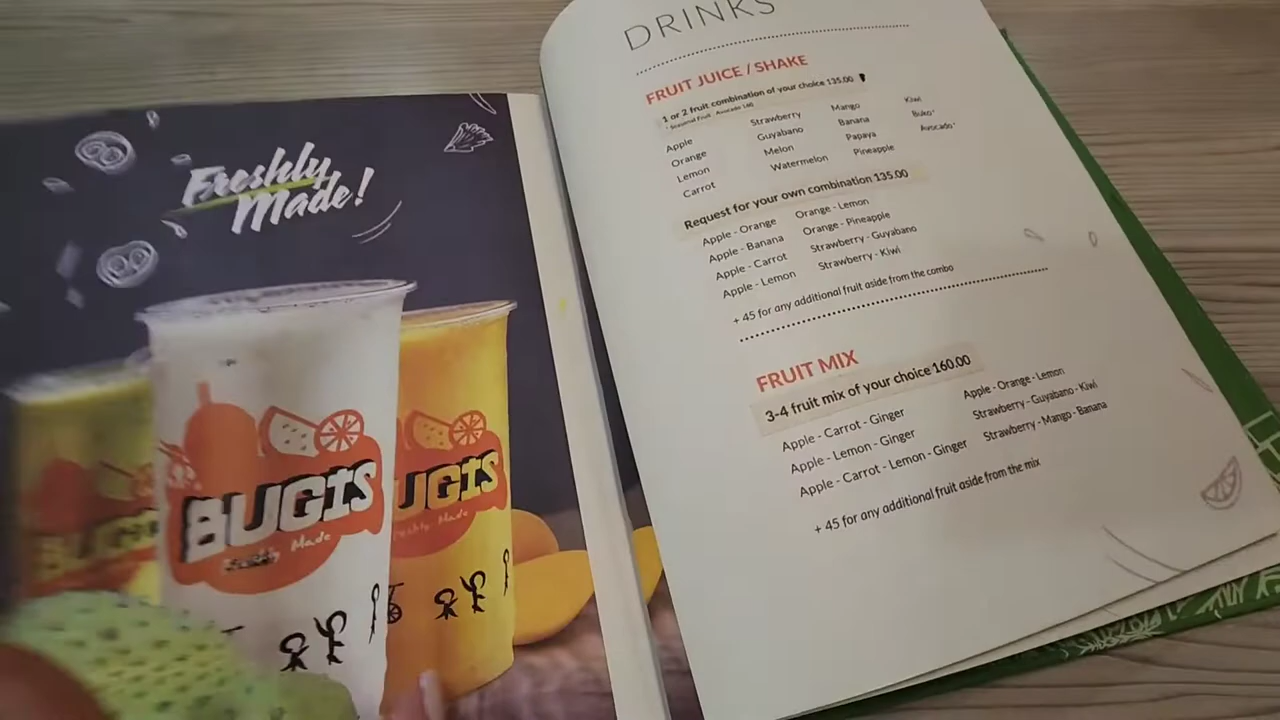 Freshly
Made!
BUGIS
Freshly Made
UGIS
Freshly Made
DRINKS
FRUIT JUICE / SHAKE
1 or 2 fruit combination of your choice 135.00
* Seasonal Fruit : Avocado 160
Apple
Orange
Lemon
Carrot
Strawberry
Guyabano
Melon
Watermelon
Mango
Banana
Papaya
Pineapple
Kiwi
Buko*
Avocado*
Request for your own combination 135.00
Apple - Orange
Apple - Banana
Apple - Carrot
Apple - Lemon
Orange - Lemon
Orange - Pineapple
Strawberry - Guyabano
Strawberry - Kiwi
+ 45 for any additional fruit aside from the combo
FRUIT MIX
3-4 fruit mix of your choice 160.00
Apple - Carrot - Ginger
Apple - Lemon - Ginger
Apple - Carrot - Lemon - Ginger
Apple - Orange - Lemon
Strawberry - Guyabano - Kiwi
Strawberry - Mango - Banana
+ 45 for any additional fruit aside from the mix